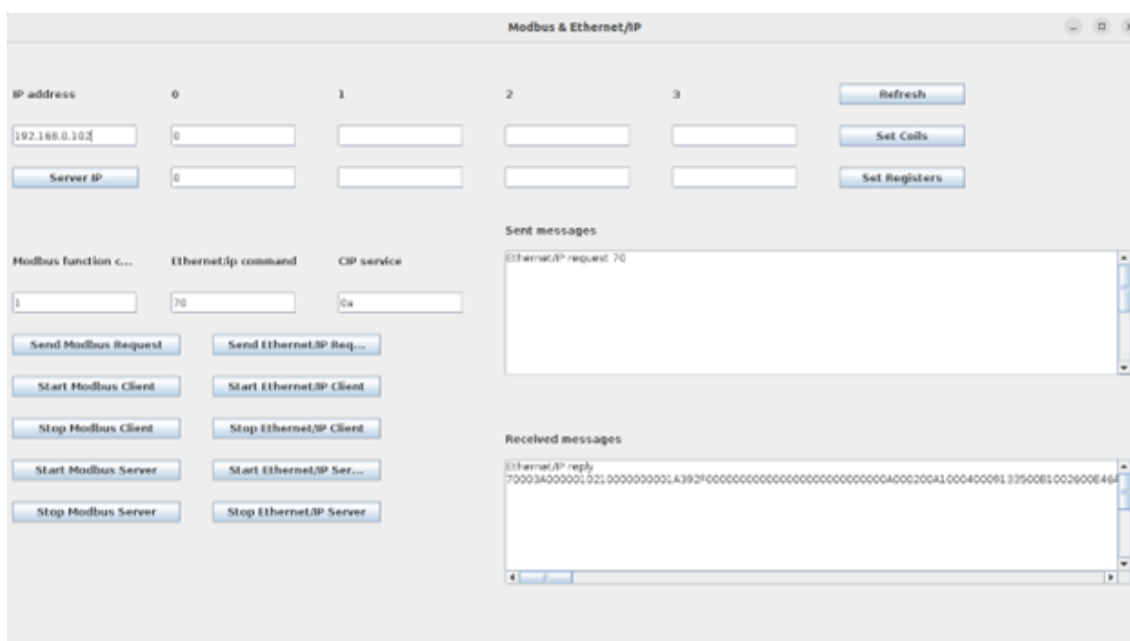 Modbus & Ethernet/IP
IP address 0 1 2 3 Refresh
192.168.0.102 0 Set Coils
Server IP 0 Set Registers
Sent messages
Modbus function c... Ethernet/ip command CIP service
Ethernet/IP request 70
1 70 0a
Send Modbus Request Send Ethernet/IP Req...
Start Modbus Client Start Ethernet/IP Client
Stop Modbus Client Stop Ethernet/IP Client
Received messages
Start Modbus Server Start Ethernet/IP Ser...
Ethernet/IP reply
Stop Modbus Server Stop Ethernet/IP Server